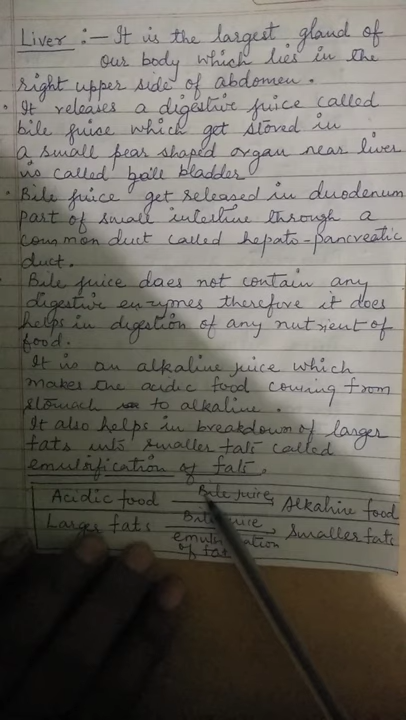 Liver :- It is the largest gland of
our body which lies in the
right upper side of abdomen.
It releases a digestive juice called
bile juice which get stored in
a small pear shaped organ near liver
is called gall bladder
Bile juice get released in duodenum
part of small intestine through a
common duct called hepato-pancreatic
duct.
Bile juice does not contain any
digestive enzymes therefore it does
helps in digestion of any nutrient of
food.
It is an alkaline juice which
makes the acidic food coming from
stomach to alkaline.
It also helps in breakdown of larger
fats into smaller fats called
emulsification of fats.
Acidic food Bile juice Alkaline food
Larger fats Bile juice Smaller fats
of fats